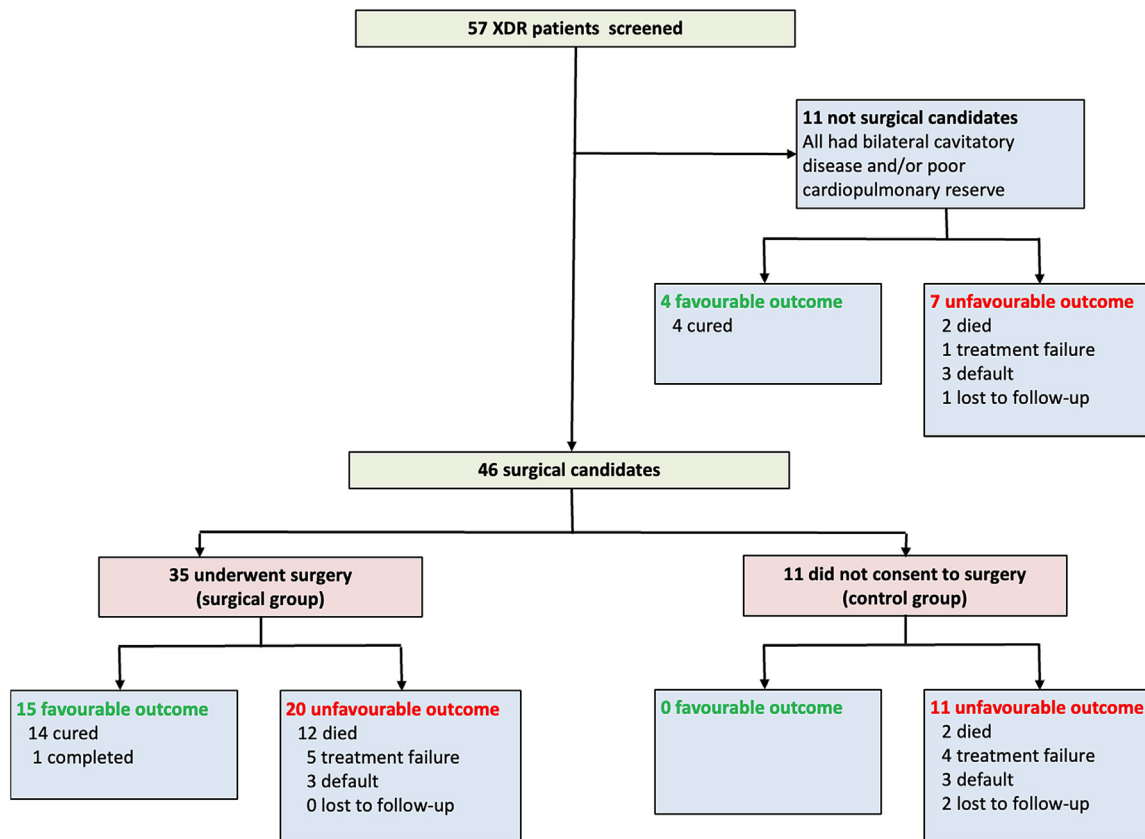 57 XDR patients screened
11 not surgical candidates
All had bilateral cavitatory
disease and/or poor
cardiopulmonary reserve
4 favourable outcome
4 cured
7 unfavourable outcome
2 died
1 treatment failure
3 default
1 lost to follow-up
46 surgical candidates
35 underwent surgery
(surgical group)
11 did not consent to surgery
(control group)
15 favourable outcome
14 cured
1 completed
20 unfavourable outcome
12 died
5 treatment failure
3 default
0 lost to follow-up
0 favourable outcome
11 unfavourable outcome
2 died
4 treatment failure
3 default
2 lost to follow-up